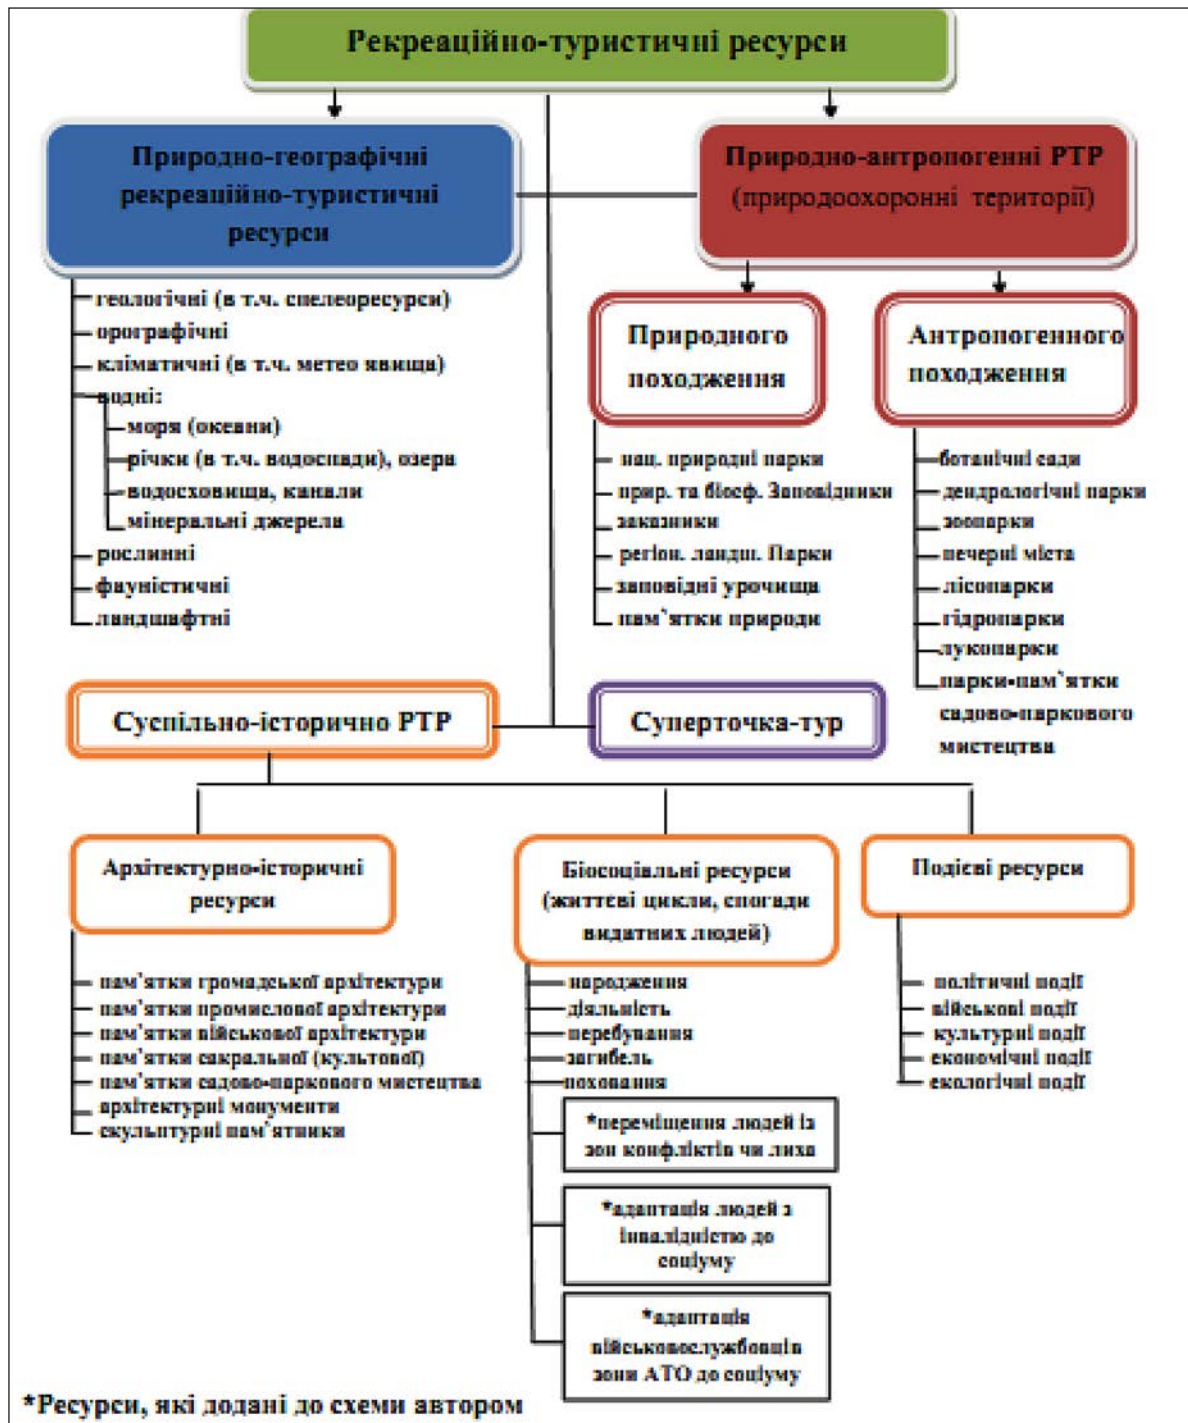 Рекреаційно-туристичні ресурси
Природно-географічні
рекреаційно-туристичні
ресурси
Природно-антропогенні РТР
(природоохоронні території)
геологічні (в т.ч. спелеоресурси)
орографічні
кліматичні (в т.ч. метео явища)
водні:
моря (океани)
річки (в т.ч. водоспади), озера
водосховища, канали
мінеральні джерела
рослинні
фауністичні
ландшафтні
Природного
походження
нац. природні парки
прир. та біосф. Заповідники
заказники
регіон. ландш. Парки
заповідні урочища
пам`ятки природи
Антропогенного
походження
ботанічні сади
дендрологічні парки
зоопарки
печерні міста
лісопарки
гідропарки
лукопарки
парки-пам`ятки
садово-паркового
мистецтва
Суспільно-історично РТР
Суперточка-тур
Архітектурно-історичні
ресурси
пам`ятки громадської архітектури
пам`ятки промислової архітектури
пам`ятки військової архітектури
пам`ятки сакральної (культової)
пам`ятки садово-паркового мистецтва
архітектурні монументи
скульптурні пам`ятники
Біосоціальні ресурси
(життєві цикли, спогади
видатних людей)
народження
діяльність
перебування
загибель
поховання
*переміщення людей із
зон конфліктів чи лиха
*адаптація людей з
інвалідністю до
соціуму
*адаптація
військовослужбовців
зони АТО до соціуму
Подієві ресурси
політичні події
військові події
культурні події
економічні події
екологічні події
*Ресурси, які додані до схеми автором